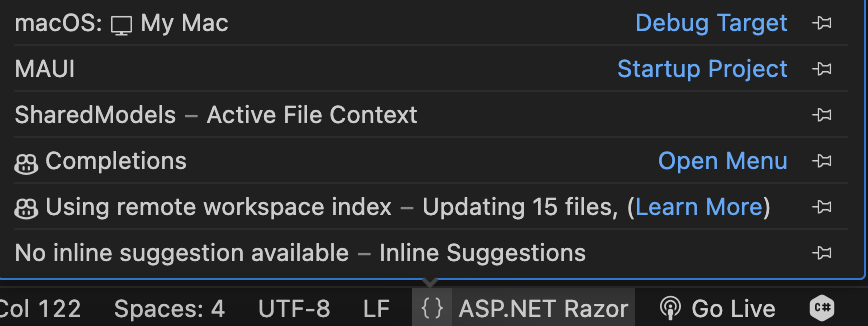 macOS: My Mac Debug Target
MAUI Startup Project
SharedModels – Active File Context
Completions Open Menu
Using remote workspace index – Updating 15 files, (Learn More)
No inline suggestion available – Inline Suggestions
Col 122 Spaces: 4 UTF-8 LF {} ASP.NET Razor Go Live C#